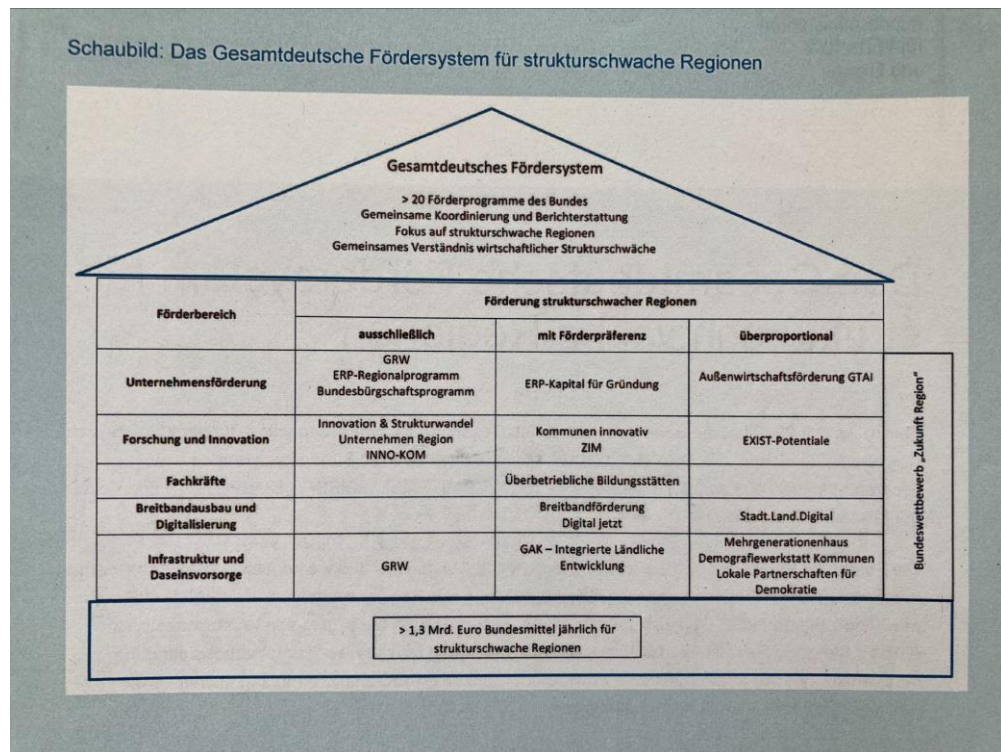 Schaubild: Das Gesamtdeutsche Fördersystem für strukturschwache Regionen
Gesamtdeutsches Fördersystem
> 20 Förderprogramme des Bundes
Gemeinsame Koordinierung und Berichterstattung
Fokus auf strukturschwache Regionen
Gemeinsames Verständnis wirtschaftlicher Strukturschwäche
Förderbereich
Förderung strukturschwacher Regionen
ausschließlich
mit Förderpräferenz
überproportional
Unternehmensförderung
GRW
ERP-Regionalprogramm
Bundesbürgschaftsprogramm
ERP-Kapital für Gründung
Außenwirtschaftsförderung GTAI
Forschung und Innovation
Innovation & Strukturwandel
Unternehmen Region
INNO-KOM
Kommunen innovativ
ZIM
EXIST-Potentiale
Fachkräfte
Überbetriebliche Bildungsstätten
Breitbandausbau und
Digitalisierung
Breitbandförderung
Digital jetzt
Stadt.Land.Digital
Infrastruktur und
Daseinsvorsorge
GRW
GAK – Integrierte Ländliche
Entwicklung
Mehrgenerationenhaus
Demografiewerkstatt Kommunen
Lokale Partnerschaften für
Demokratie
Bundeswettbewerb „Zukunft Region"
> 1,3 Mrd. Euro Bundesmittel jährlich für
strukturschwache Regionen